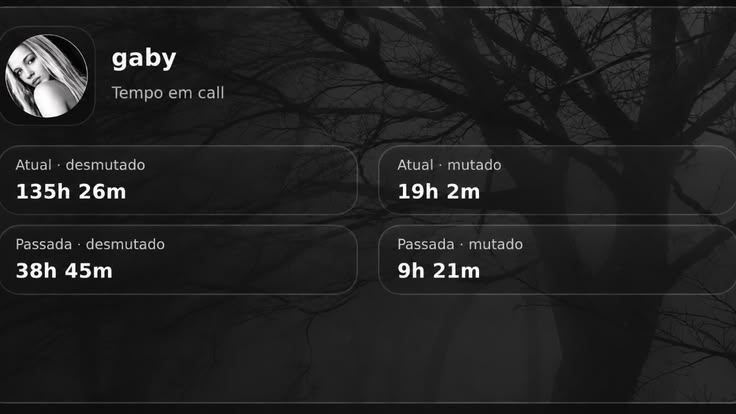 gaby
Tempo em call
Atual · desmutado
135h 26m
Atual · mutado
19h 2m
Passada · desmutado
38h 45m
Passada · mutado
9h 21m